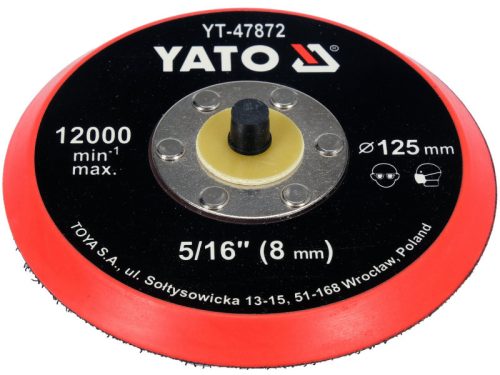 YT-47872
YATO
12000
min⁻¹
max.
ø 125 mm
5/16" (8 mm)
TOYA S.A., ul. Sołtysowicka 13-15, 51-168 Wrocław, Poland